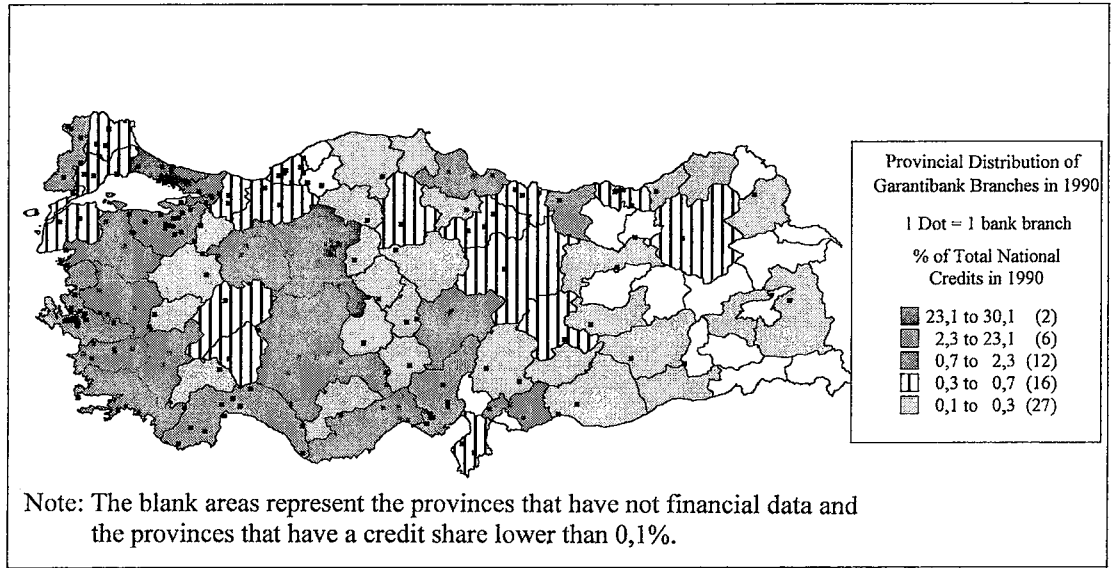 Provincial Distribution of
Garantibank Branches in 1990
1 Dot = 1 bank branch
% of Total National
Credits in 1990
23,1 to 30,1 (2)
2,3 to 23,1 (6)
0,7 to 2,3 (12)
0,3 to 0,7 (16)
0,1 to 0,3 (27)
Note: The blank areas represent the provinces that have not financial data and
the provinces that have a credit share lower than 0,1%.